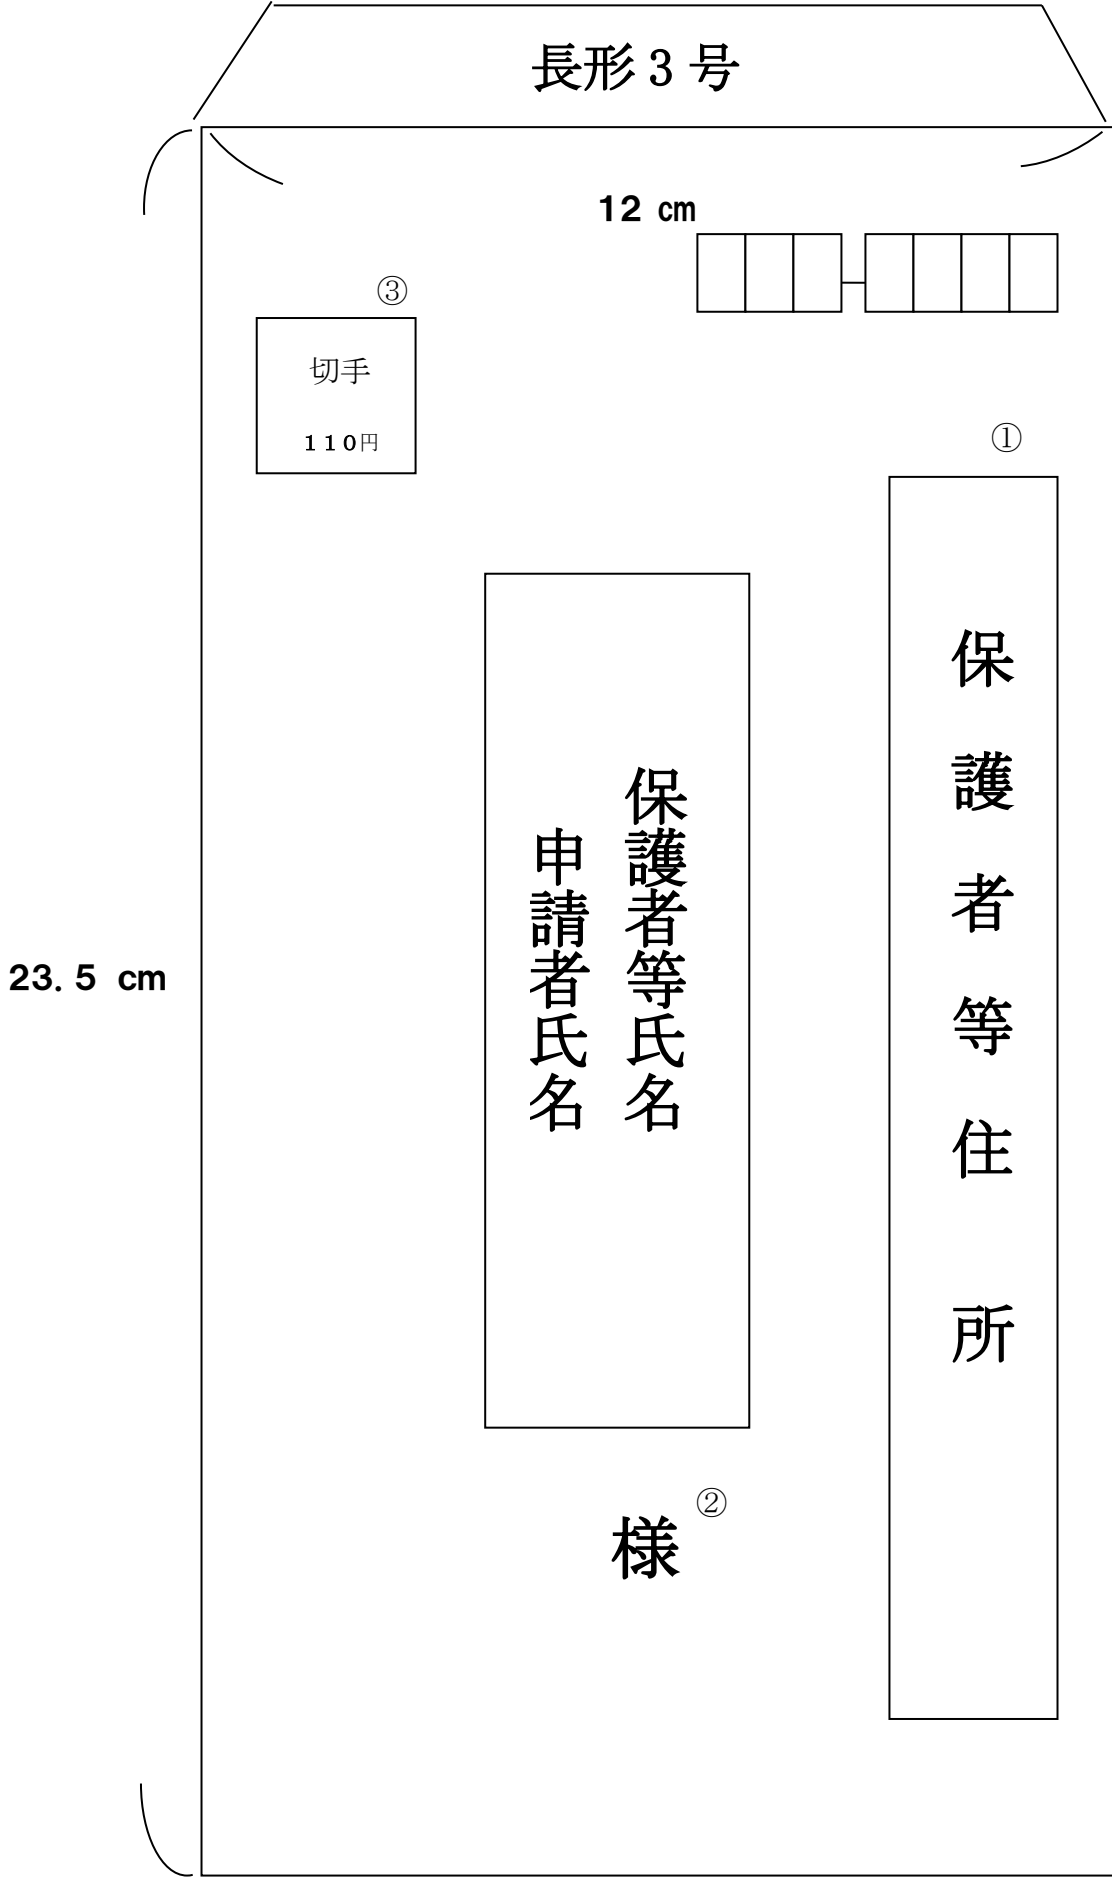 長形３号
12 ㎝
③
切手
１１０円
①
保護者等住所
保護者等氏名
申請者氏名
23.5 ㎝
②
様